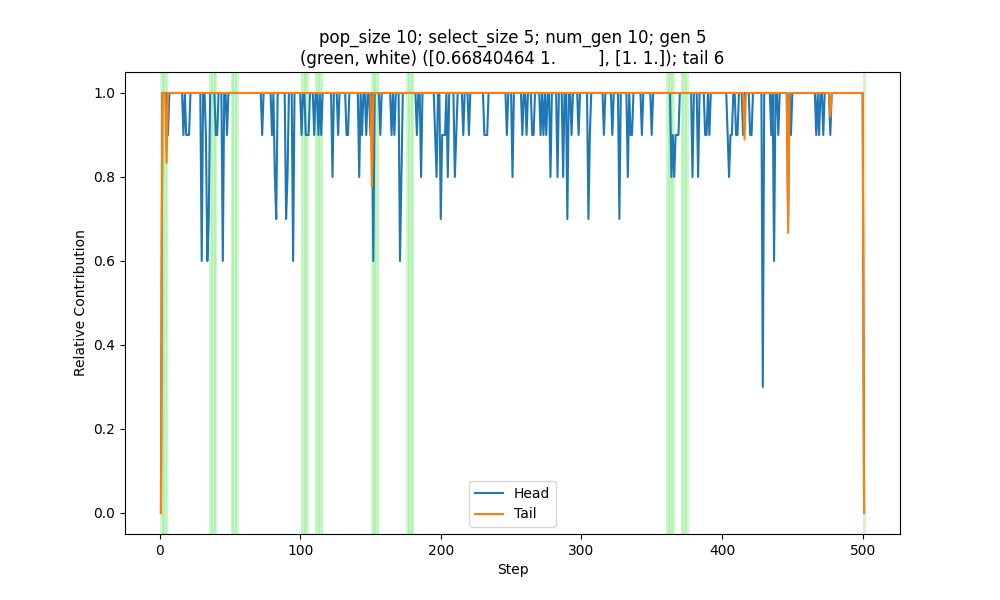 pop_size 10; select_size 5; num_gen 10; gen 5
(green, white) ([0.66840464 1.        ], [1. 1.]); tail 6
1.0
0.8
0.6
0.4
0.2
0.0
Relative Contribution
Head
Tail
0 100 200 300 400 500
Step